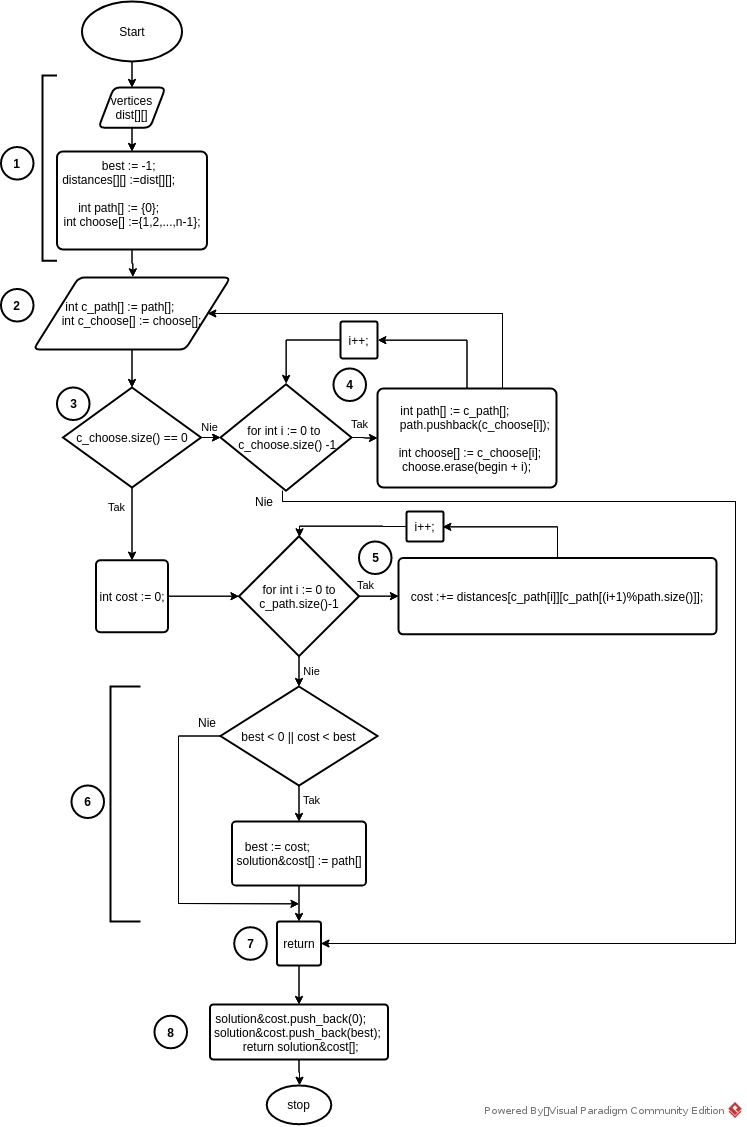 Start
vertices
dist[][]
1
best := -1;
distances[][] :=dist[][];
int path[] := {0};
int choose[] :={1,2,...,n-1};
2
int c_path[] := path[];
int c_choose[] := choose[];
i++;
3
4
c_choose.size() == 0
Nie
for int i := 0 to
c_choose.size() -1
Tak
int path[] := c_path[];
path.pushback(c_choose[i]);
int choose[] := c_choose[i];
choose.erase(begin + i);
Tak
Nie
i++;
5
int cost := 0;
for int i := 0 to
c_path.size()-1
Tak
cost :+= distances[c_path[i]][c_path[(i+1)%path.size()]];
Nie
Nie
best < 0 || cost < best
6
Tak
best := cost;
solution&cost[] := path[]
7
return
8
solution&cost.push_back(0);
solution&cost.push_back(best);
return solution&cost[];
stop
Powered By▯Visual Paradigm Community Edition